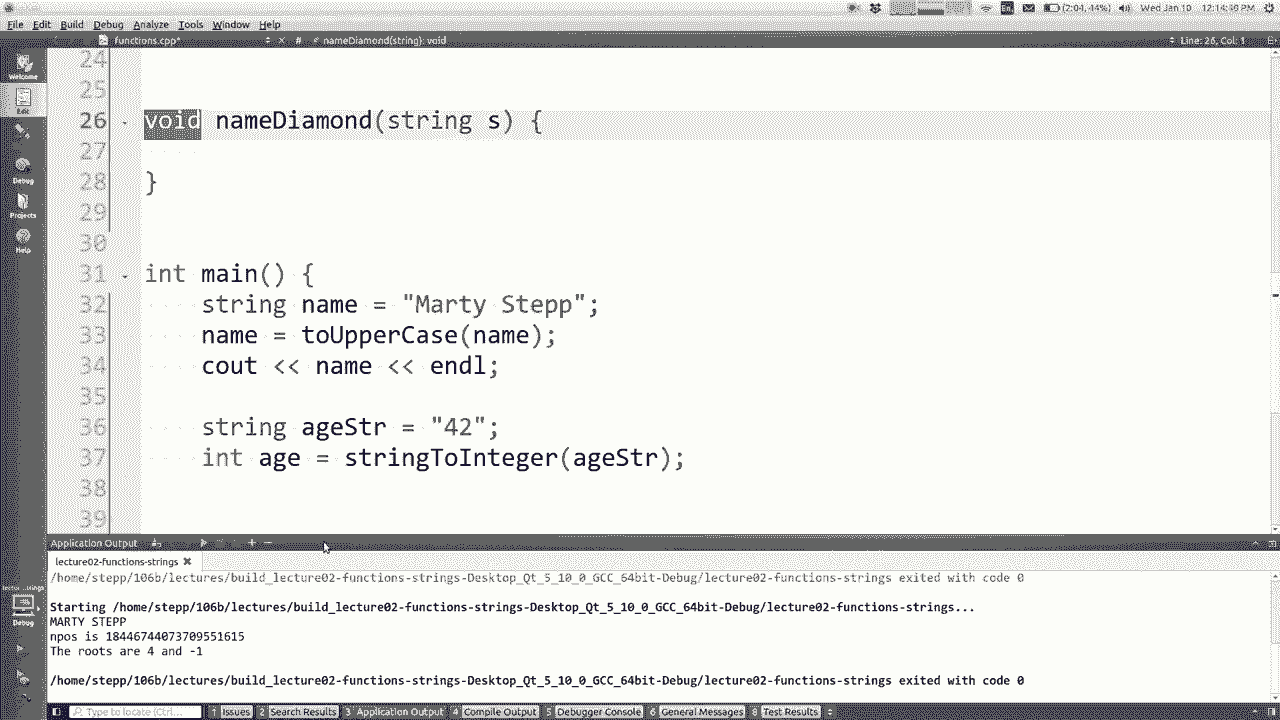 (2:04, 44%) Wed Jan 10 12:14:49 PM
File Edit Build Debug Analyze Tools Window Help
functions.cpp* # nameDiamond(string): void Line: 26, Col: 1
Welcome
Edit
Debug
Projects
Help
24
25
26 void nameDiamond(string s) {
27
28 }
29
30
31 int main() {
32 string name = "Marty Stepp";
33 name = toUpperCase(name);
34 cout << name << endl;
35
36 string ageStr = "42";
37 int age = stringToInteger(ageStr);
38
39
Application Output
lecture02-functions-strings
/home/stepp/106b/lectures/build_lecture02-functions-strings-Desktop_Qt_5_10_0_GCC_64bit-Debug/lecture02-functions-strings exited with code 0
Starting /home/stepp/106b/lectures/build_lecture02-functions-strings-Desktop_Qt_5_10_0_GCC_64bit-Debug/lecture02-functions-strings...
MARTY STEPP
npos is 18446744073709551615
The roots are 4 and -1
/home/stepp/106b/lectures/build_lecture02-functions-strings-Desktop_Qt_5_10_0_GCC_64bit-Debug/lecture02-functions-strings exited with code 0
Debug
Type to locate (Ctrl... 1 Issues 2 Search Results 3 Application Output 4 Compile Output 5 Debugger Console 6 General Messages 8 Test Results